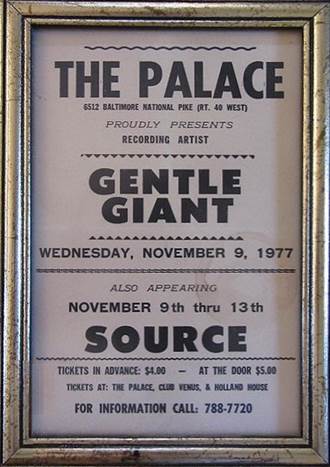 THE PALACE
6512 BALTIMORE NATIONAL PIKE (RT. 40 WEST)
PROUDLY PRESENTS
RECORDING ARTIST
GENTLE
GIANT
WEDNESDAY, NOVEMBER 9, 1977
ALSO APPEARING
NOVEMBER 9th thru 13th
SOURCE
TICKETS IN ADVANCE: $4.00 — AT THE DOOR $5.00
TICKETS AT: THE PALACE, CLUB VENUS, & HOLLAND HOUSE
FOR INFORMATION CALL: 788-7720